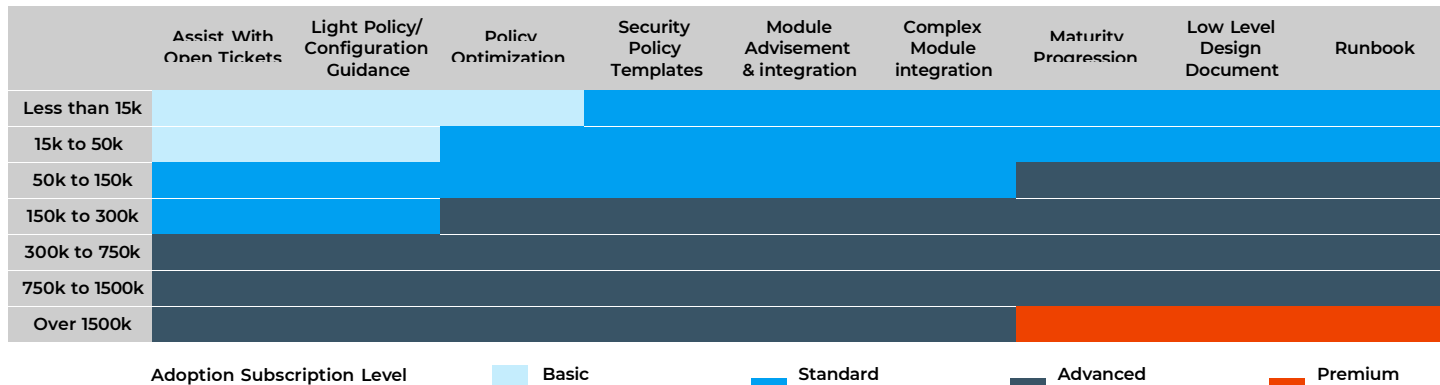 Assist With
Open Tickets
Light Policy/
Configuration
Guidance
Policy
Optimization
Security
Policy
Templates
Module
Advisement
& integration
Complex
Module
integration
Maturity
Progression
Low Level
Design
Document
Runbook
Less than 15k
15k to 50k
50k to 150k
150k to 300k
300k to 750k
750k to 1500k
Over 1500k
Adoption Subscription Level
Basic
Standard
Advanced
Premium